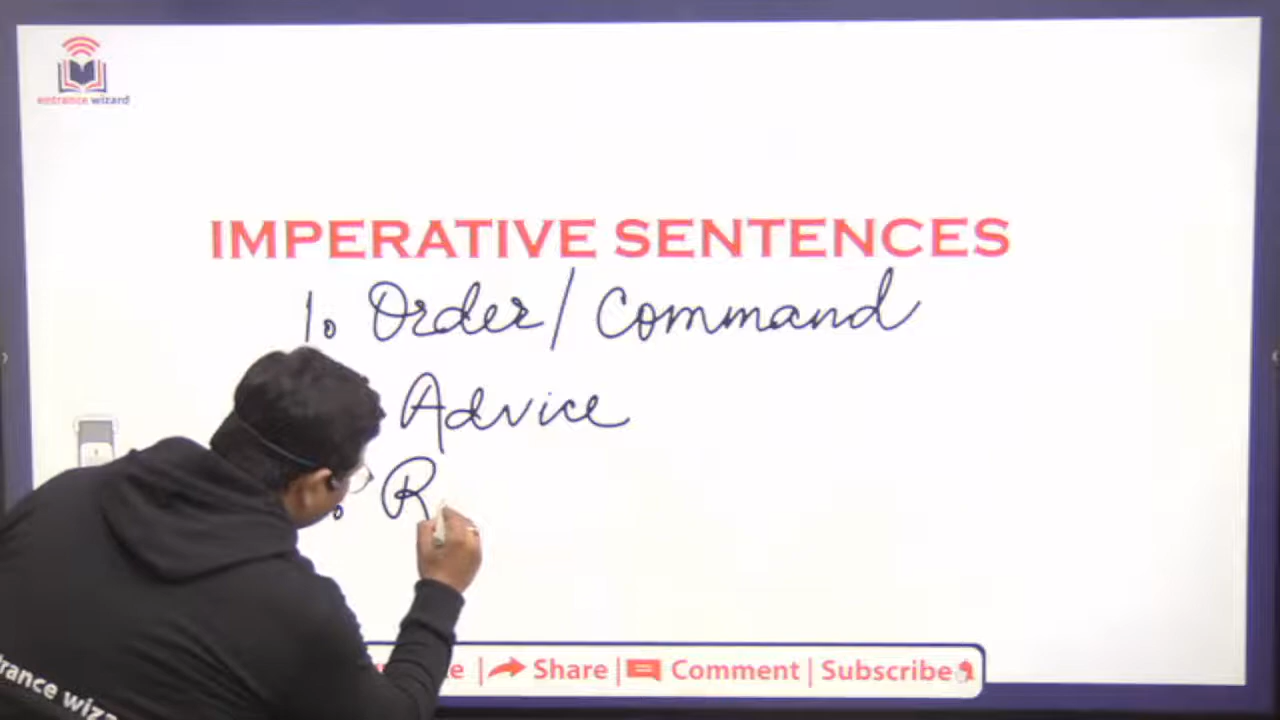 entrance wizard
IMPERATIVE SENTENCES
1. Order / Command
Advice
R
Share | Comment | Subscribe